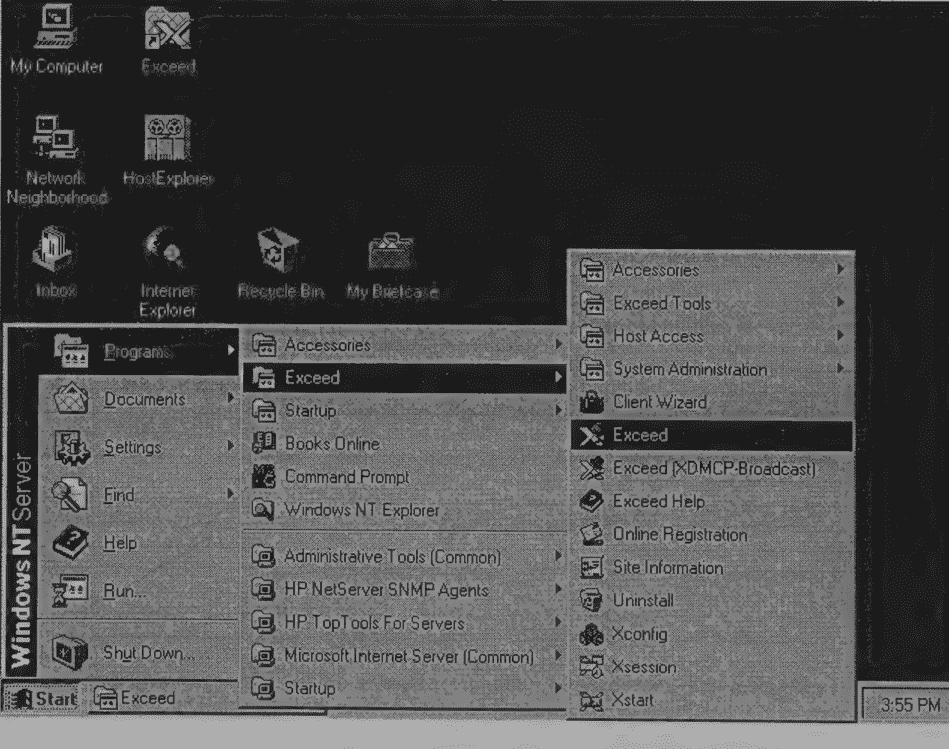 My Computer
Exceed
Network
Neighborhood
HostExplorer
Inbox
Internet
Explorer
Recycle Bin
My Briefcase
Windows NT Server
Programs
Documents
Settings
Find
Help
Run...
Shut Down...
Accessories
Exceed
Startup
Books Online
Command Prompt
Windows NT Explorer
Administrative Tools (Common)
HP NetServer SNMP Agents
HP TopTools For Servers
Microsoft Internet Server (Common)
Startup
Accessories
Exceed Tools
Host Access
System Administration
Client Wizard
Exceed
Exceed (XDMCP-Broadcast)
Exceed Help
Online Registration
Site Information
Uninstall
Xconfig
Xsession
Xstart
Start
Exceed
3:55 PM